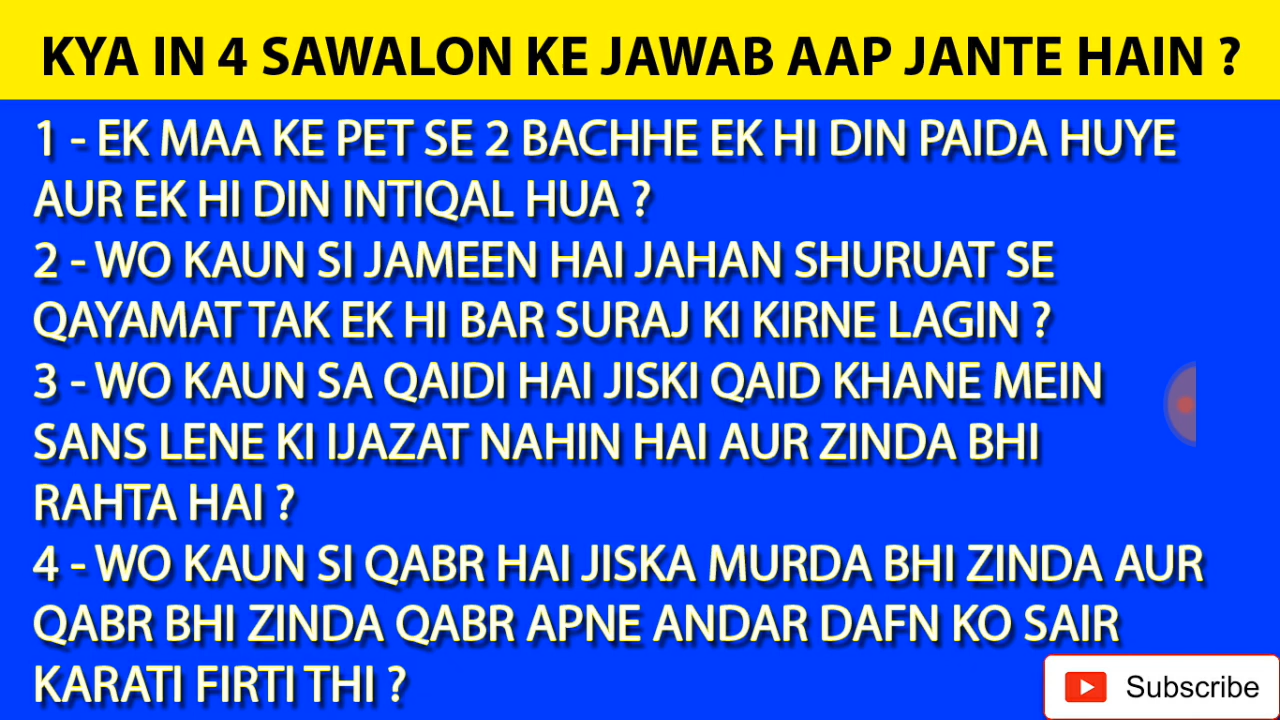 KYA IN 4 SAWALON KE JAWAB AAP JANTE HAIN ?
1 - EK MAA KE PET SE 2 BACHHE EK HI DIN PAIDA HUYE
AUR EK HI DIN INTIQAL HUA ?
2 - WO KAUN SI JAMEEN HAI JAHAN SHURUAT SE
QAYAMAT TAK EK HI BAR SURAJ KI KIRNE LAGIN ?
3 - WO KAUN SA QAIDI HAI JISKI QAID KHANE MEIN
SANS LENE KI IJAZAT NAHIN HAI AUR ZINDA BHI
RAHTA HAI ?
4 - WO KAUN SI QABR HAI JISKA MURDA BHI ZINDA AUR
QABR BHI ZINDA QABR APNE ANDAR DAFN KO SAIR
KARATI FIRTI THI ?
Subscribe